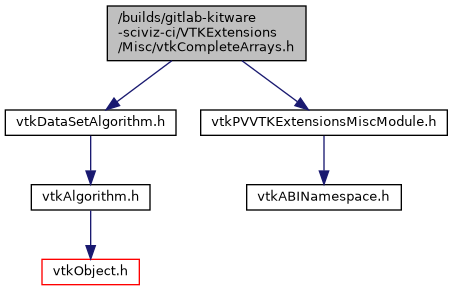 /builds/gitlab-kitware
-sciviz-ci/VTKExtensions
/Misc/vtkCompleteArrays.h
vtkDataSetAlgorithm.h
vtkPVVTKExtensionsMiscModule.h
vtkAlgorithm.h
vtkABINamespace.h
vtkObject.h